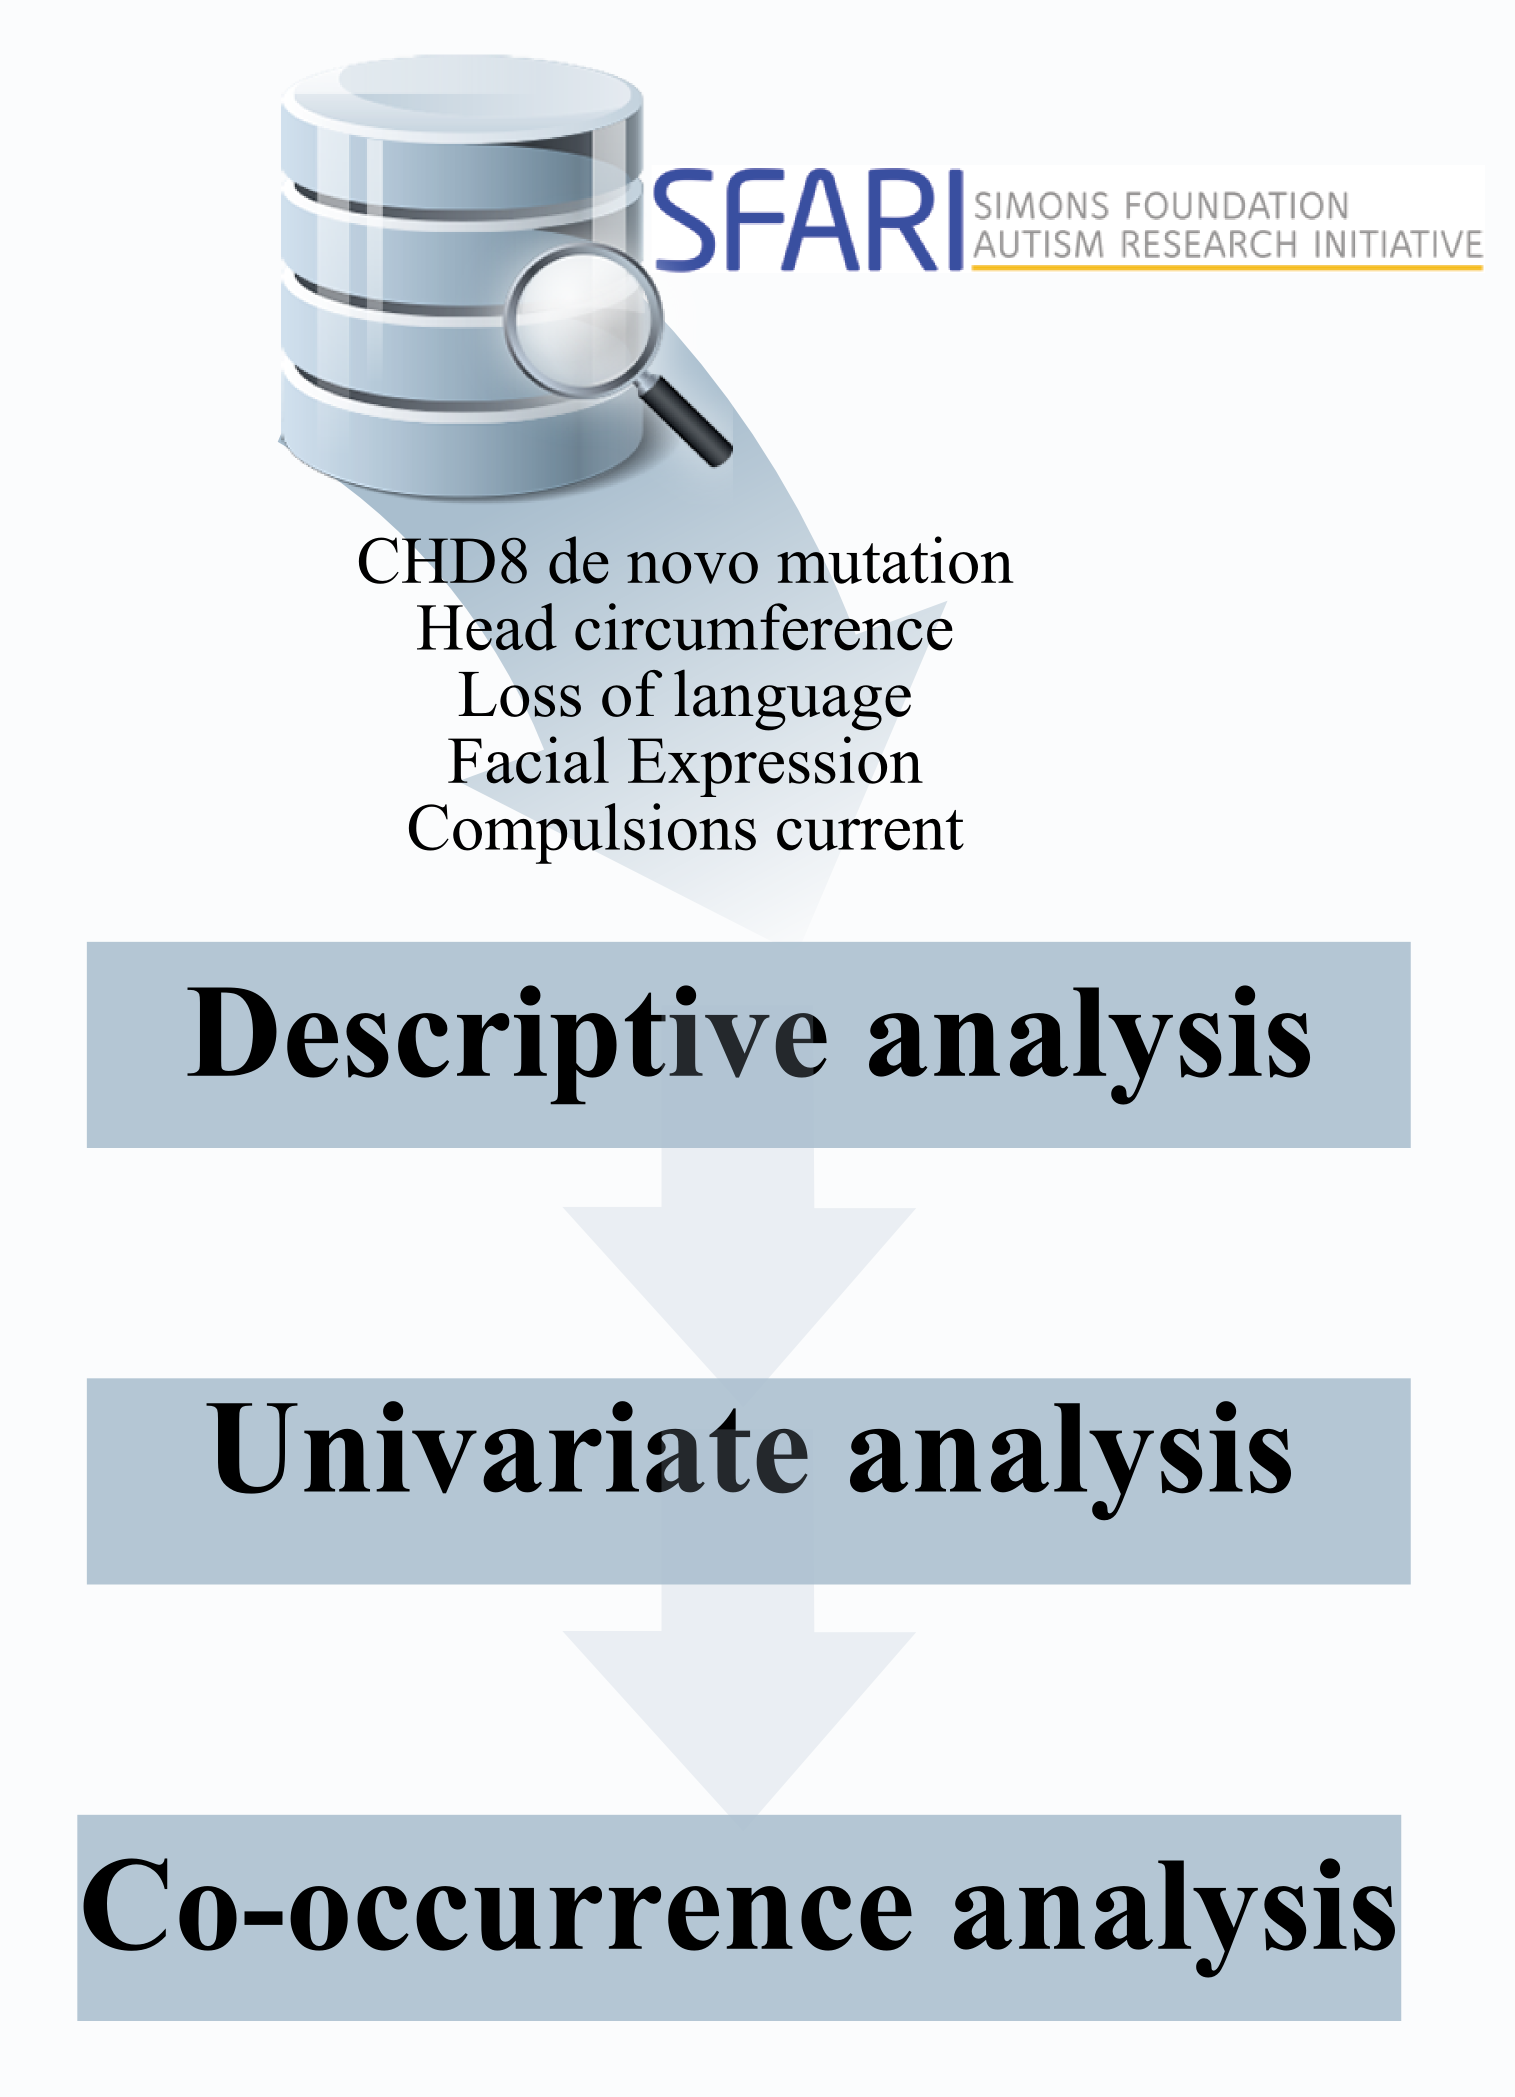 SFARI
SIMONS FOUNDATION
AUTISM RESEARCH INITIATIVE
CHD8 de novo mutation
Head circumference
Loss of language
Facial Expression
Compulsions current
Descriptive analysis
Univariate analysis
Co-occurrence analysis